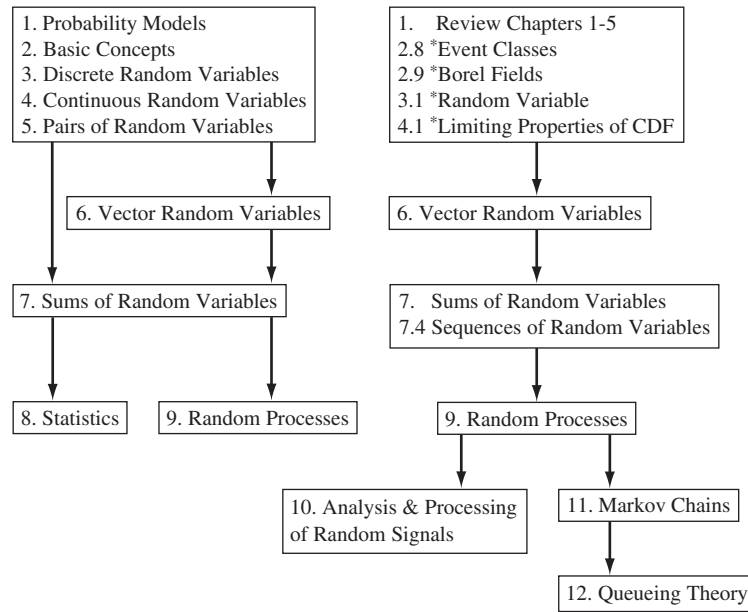 1. Probability Models
2. Basic Concepts
3. Discrete Random Variables
4. Continuous Random Variables
5. Pairs of Random Variables
6. Vector Random Variables
7. Sums of Random Variables
8. Statistics
9. Random Processes
1. Review Chapters 1-5
2.8 *Event Classes
2.9 *Borel Fields
3.1 *Random Variable
4.1 *Limiting Properties of CDF
6. Vector Random Variables
7. Sums of Random Variables
7.4 Sequences of Random Variables
9. Random Processes
10. Analysis & Processing
of Random Signals
11. Markov Chains
12. Queueing Theory